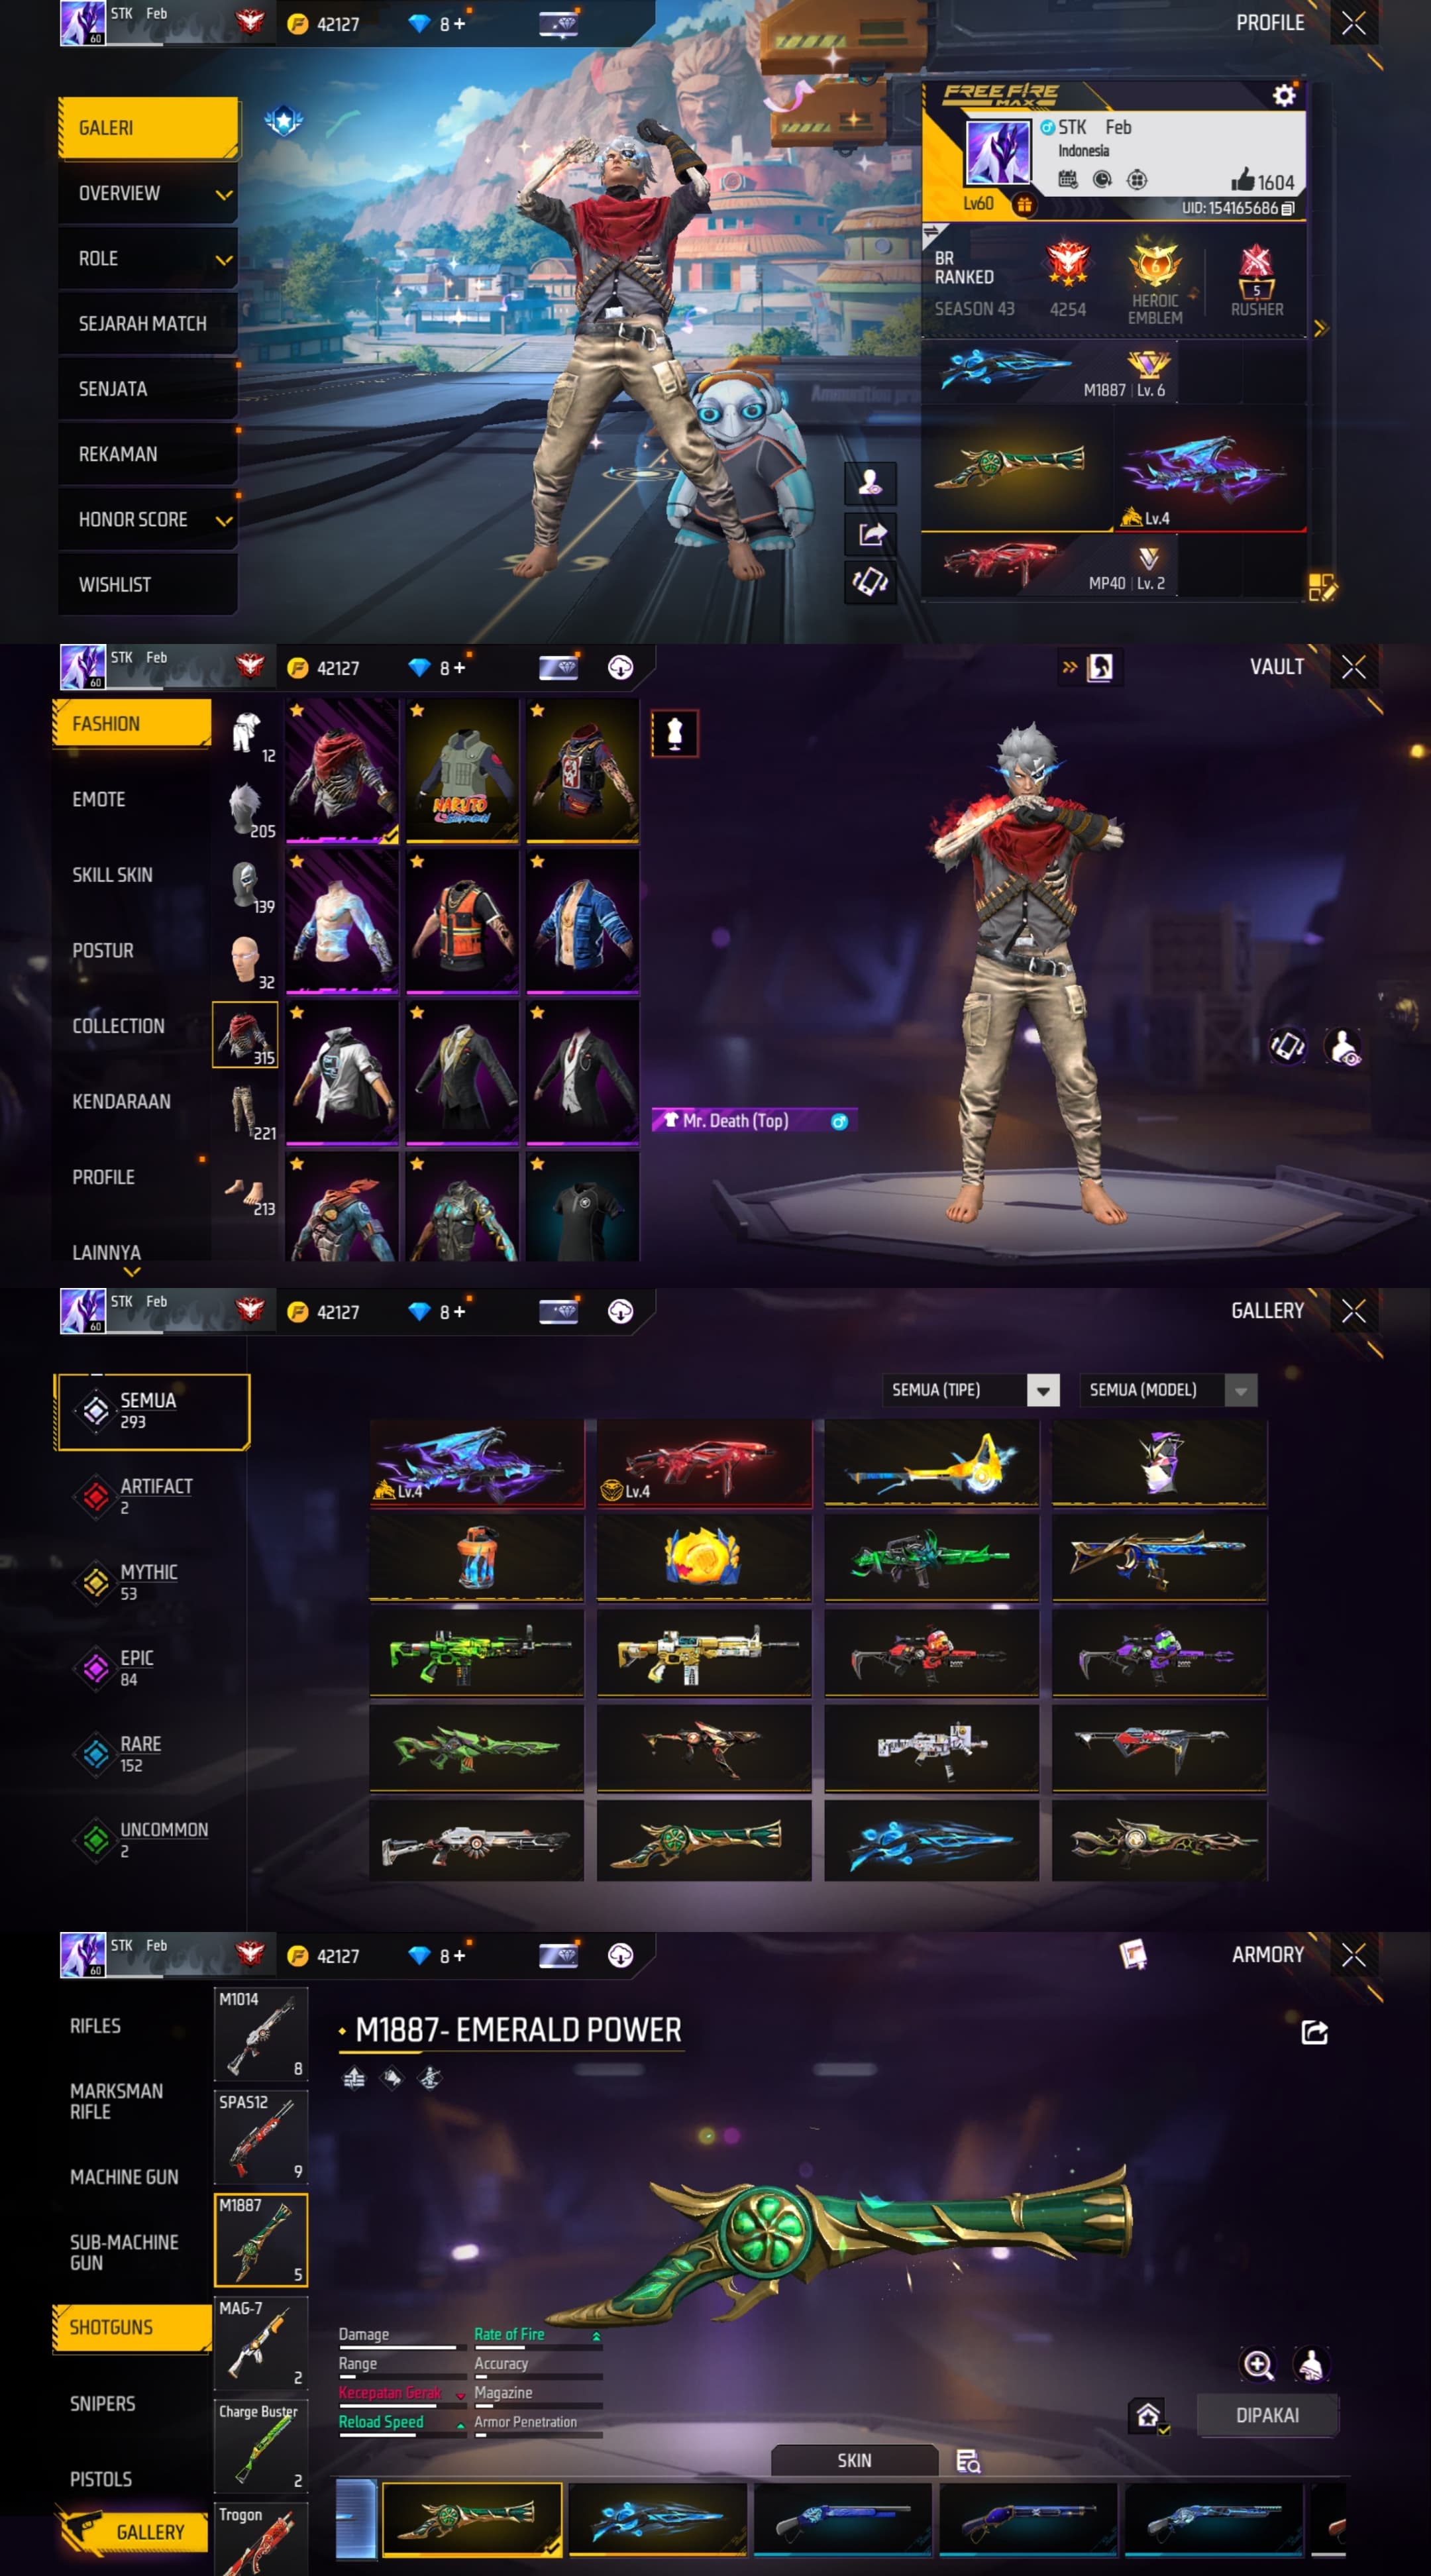 STK Feb
60
42127
8 +
PROFILE
GALERI
OVERVIEW
ROLE
SEJARAH MATCH
SENJATA
REKAMAN
HONOR SCORE
WISHLIST
FREE FIRE
MAX
STK Feb
Indonesia
1604
Lv60
UID: 154165686
BR
RANKED
SEASON 43
4254
6
HEROIC
EMBLEM
5
RUSHER
M1887 | Lv. 6
Lv.4
MP40 | Lv. 2
STK Feb
60
42127
8 +
VAULT
FASHION
EMOTE
SKILL SKIN
POSTUR
COLLECTION
KENDARAAN
PROFILE
LAINNYA
12
205
139
32
315
221
213
NARUTO
Mr. Death (Top)
STK Feb
60
42127
8 +
GALLERY
SEMUA
293
ARTIFACT
2
MYTHIC
53
EPIC
84
RARE
152
UNCOMMON
2
SEMUA (TIPE)
SEMUA (MODEL)
Lv.4
Lv.4
STK Feb
60
42127
8 +
ARMORY
RIFLES
MARKSMAN
RIFLE
MACHINE GUN
SUB-MACHINE
GUN
SHOTGUNS
SNIPERS
PISTOLS
GALLERY
M1014
8
SPAS12
9
M1887
5
MAG-7
2
Charge Buster
2
Trogon
M1887- EMERALD POWER
Damage
Rate of Fire
Range
Accuracy
Kecepatan Gerak
Magazine
Reload Speed
Armor Penetration
DIPAKAI
SKIN